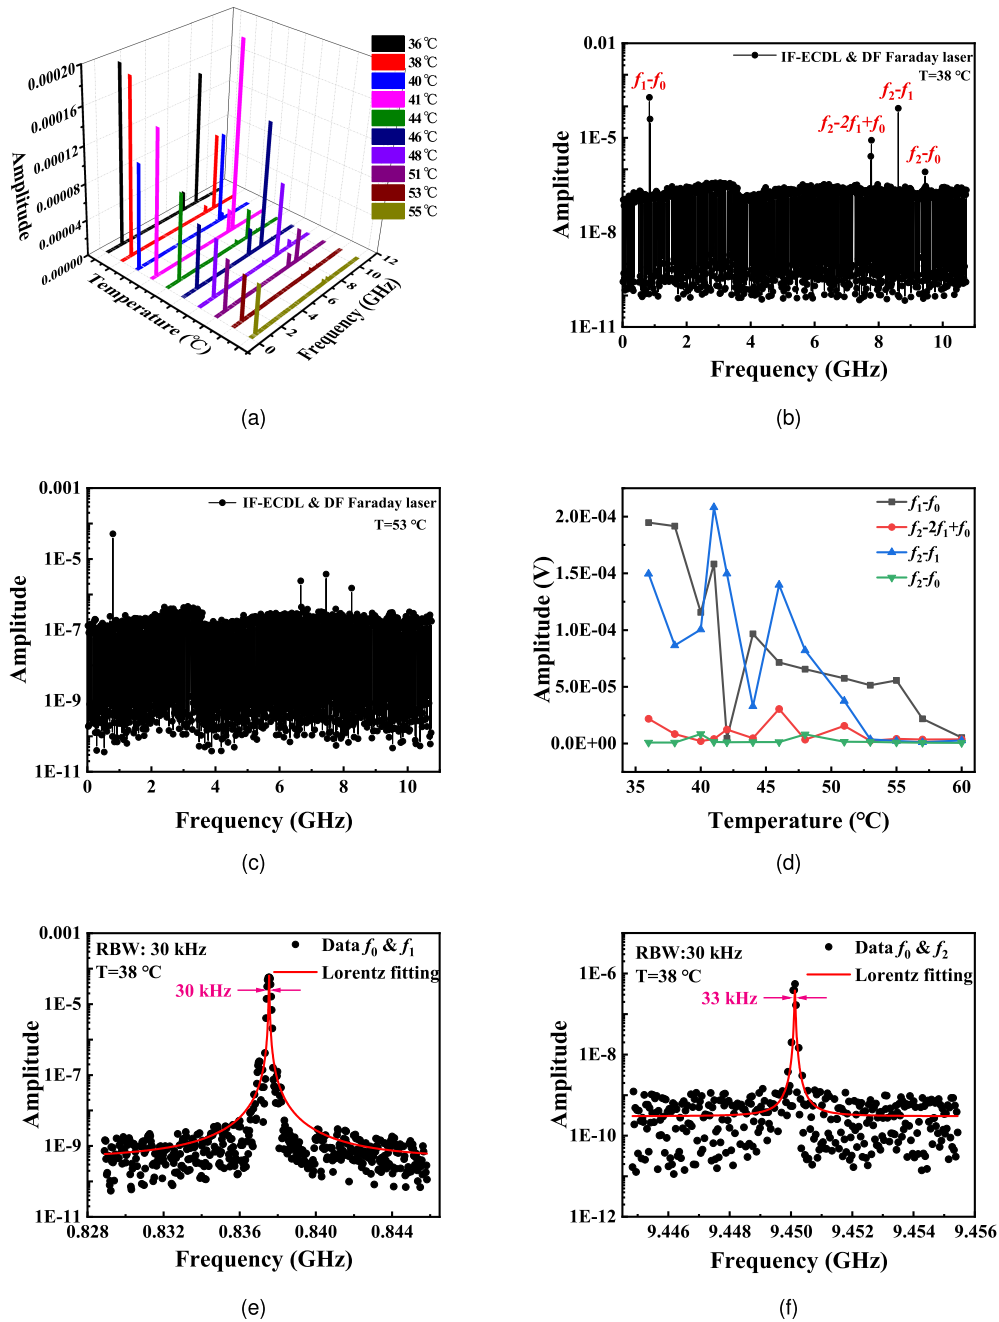 0.00020
0.00016
0.00012
0.00008
0.00004
0.00000
Amplitude
Temperature (℃)
0
2
4
6
8
10
12
Frequency (GHz)
36℃
38℃
40℃
41℃
44℃
46℃
48℃
51℃
53℃
55℃
(a)
0.01
1E-5
1E-8
1E-11
Amplitude
IF-ECDL & DF Faraday laser
T=38 ℃
f1-f0
f2-f1
f2-2f1+f0
f2-f0
0 2 4 6 8 10
Frequency (GHz)
(b)
0.001
1E-5
1E-7
1E-9
1E-11
Amplitude
IF-ECDL & DF Faraday laser
T=53 ℃
0 2 4 6 8 10
Frequency (GHz)
(c)
2.0E-04
1.5E-04
1.0E-04
5.0E-05
0.0E+00
Amplitude (V)
f1-f0
f2-2f1+f0
f2-f1
f2-f0
35 40 45 50 55 60
Temperature (℃)
(d)
0.001
1E-5
1E-7
1E-9
1E-11
Amplitude
RBW: 30 kHz
T=38 ℃
Data f0 & f1
Lorentz fitting
30 kHz
0.828 0.832 0.836 0.840 0.844
Frequency (GHz)
(e)
1E-6
1E-8
1E-10
1E-12
Amplitude
RBW:30 kHz
T=38 ℃
Data f0 & f2
Lorentz fitting
33 kHz
9.446 9.448 9.450 9.452 9.454 9.456
Frequency (GHz)
(f)